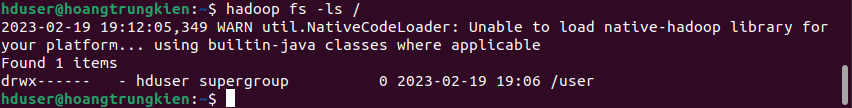 hduser@hoangtrungkien:~$ hadoop fs -ls /
2023-02-19 19:12:05,349 WARN util.NativeCodeLoader: Unable to load native-hadoop library for
your platform... using builtin-java classes where applicable
Found 1 items
drwx------   - hduser supergroup          0 2023-02-19 19:06 /user
hduser@hoangtrungkien:~$